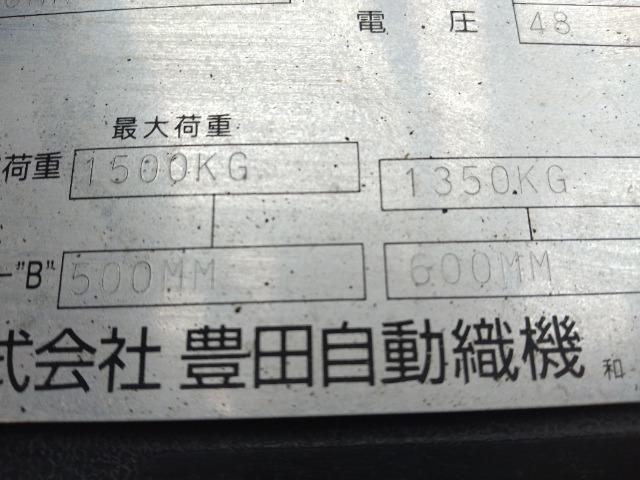 電圧 48
最大荷重
荷重 1500KG 1350KG
ー"B" 500MM 600MM
式会社 豊田自動織機 和